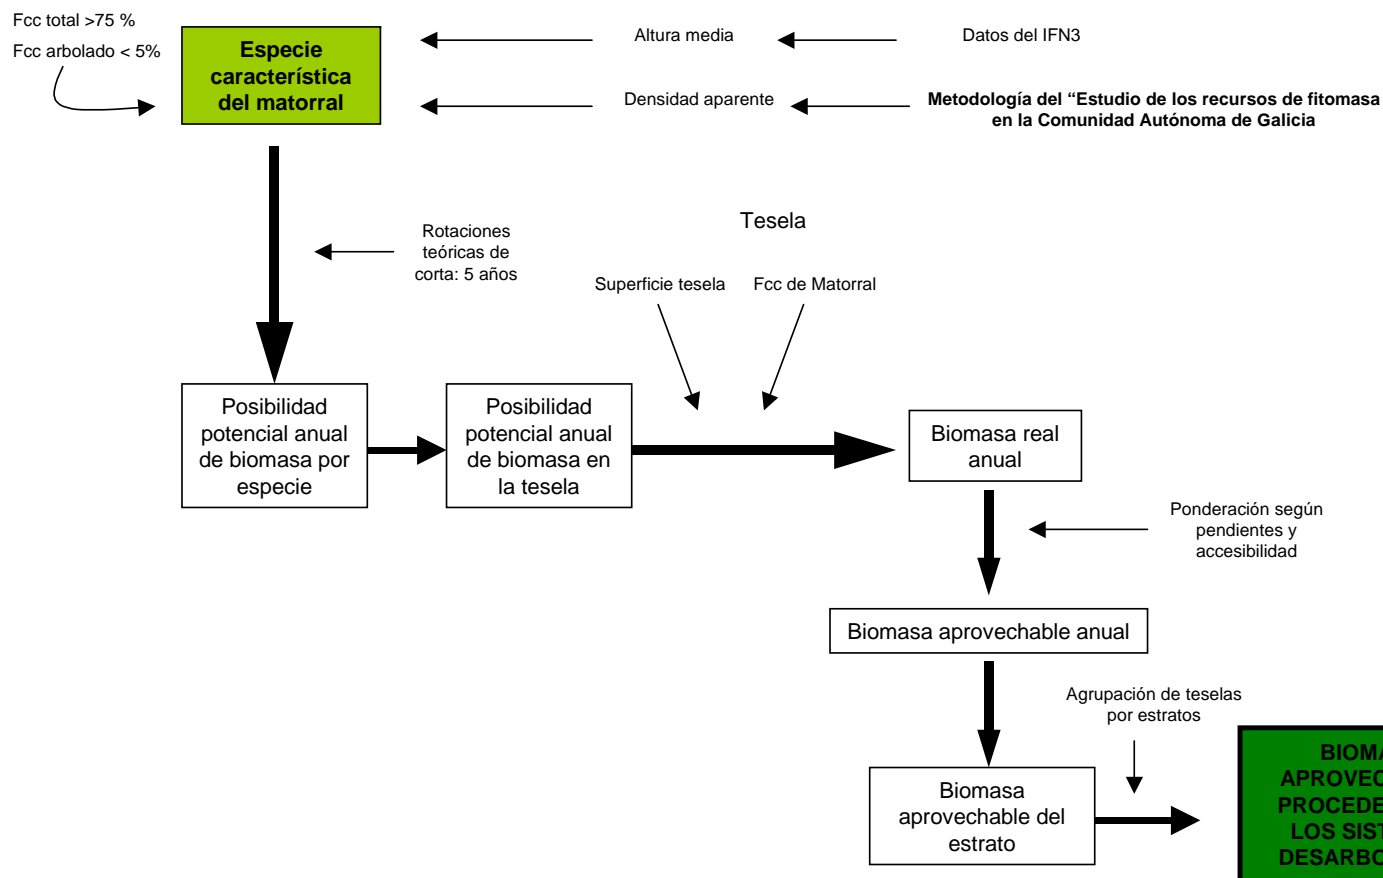 Fcc total >75 %
Fcc arbolado < 5%
Especie
característica
del matorral
Altura media
Datos del IFN3
Densidad aparente
Metodología del “Estudio de los recursos de fitomasa
en la Comunidad Autónoma de Galicia
Rotaciones
teóricas de
corta: 5 años
Tesela
Superficie tesela
Fcc de Matorral
Posibilidad
potencial anual
de biomasa por
especie
Posibilidad
potencial anual
de biomasa en
la tesela
Biomasa real
anual
Ponderación según
pendientes y
accesibilidad
Biomasa aprovechable anual
Agrupación de teselas
por estratos
Biomasa
aprovechable del
estrato
LOS